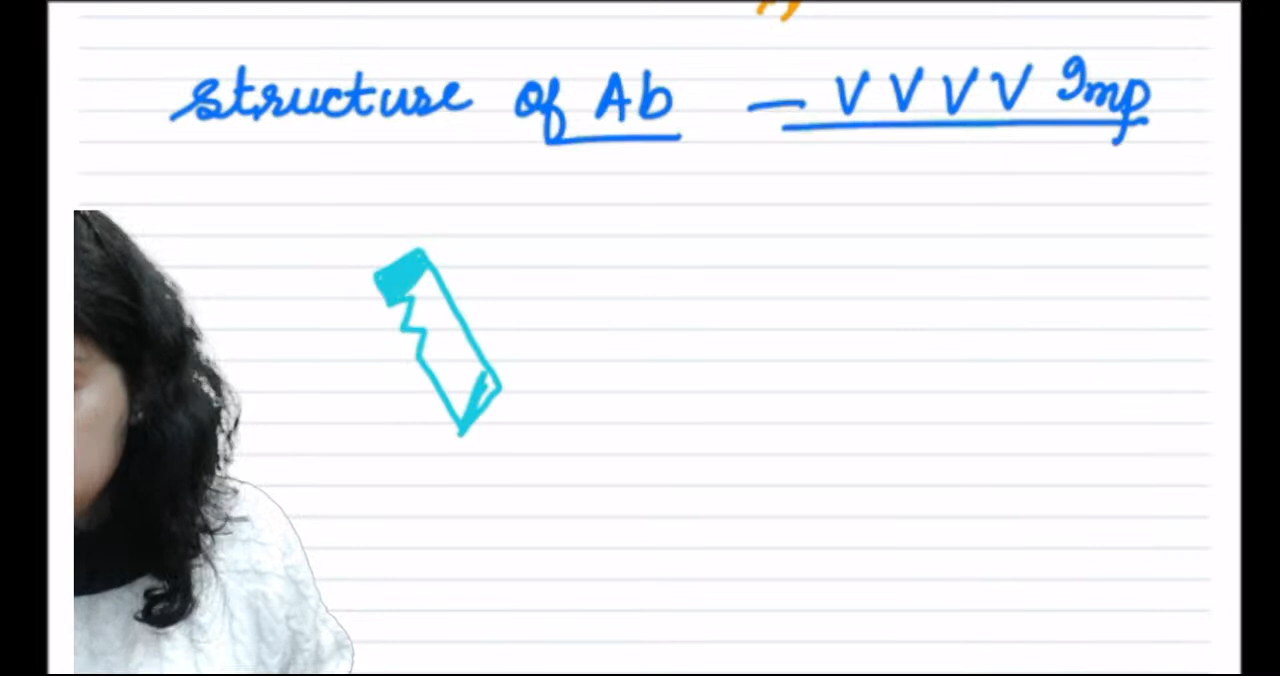 structure of Ab — V V V V Imp